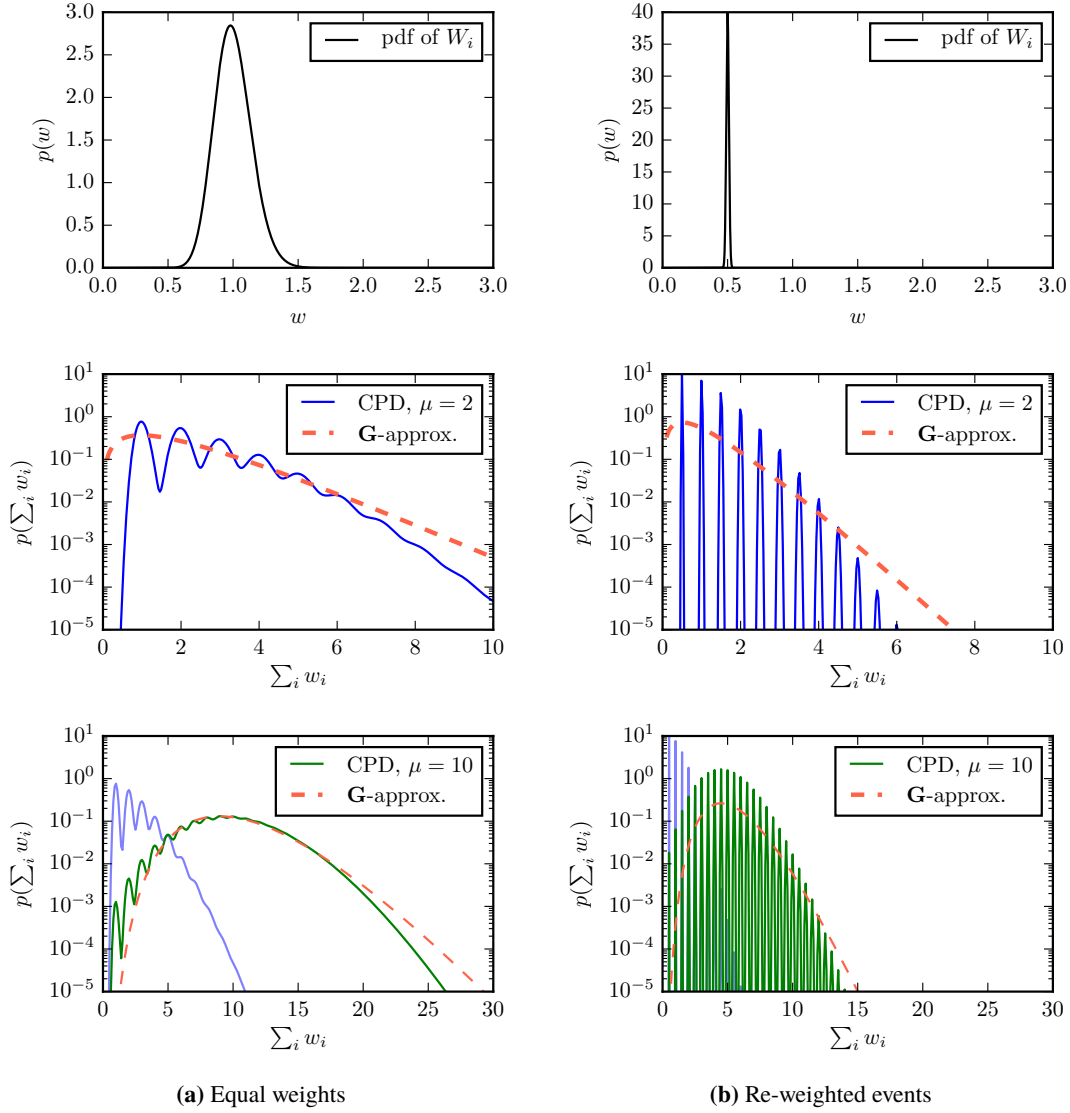 3.0
2.5
2.0
1.5
1.0
0.5
0.0
p(w)
pdf of W_i
0.0 0.5 1.0 1.5 2.0 2.5 3.0
w
40
35
30
25
20
15
10
5
0
p(w)
pdf of W_i
0.0 0.5 1.0 1.5 2.0 2.5 3.0
w
10^1
10^0
10^-1
10^-2
10^-3
10^-4
10^-5
p(∑_i w_i)
CPD, μ = 2
G-approx.
0 2 4 6 8 10
∑_i w_i
10^1
10^0
10^-1
10^-2
10^-3
10^-4
10^-5
p(∑_i w_i)
CPD, μ = 2
G-approx.
0 2 4 6 8 10
∑_i w_i
10^1
10^0
10^-1
10^-2
10^-3
10^-4
10^-5
p(∑_i w_i)
CPD, μ = 10
G-approx.
0 5 10 15 20 25 30
∑_i w_i
10^1
10^0
10^-1
10^-2
10^-3
10^-4
10^-5
p(∑_i w_i)
CPD, μ = 10
G-approx.
0 5 10 15 20 25 30
∑_i w_i
(a) Equal weights
(b) Re-weighted events